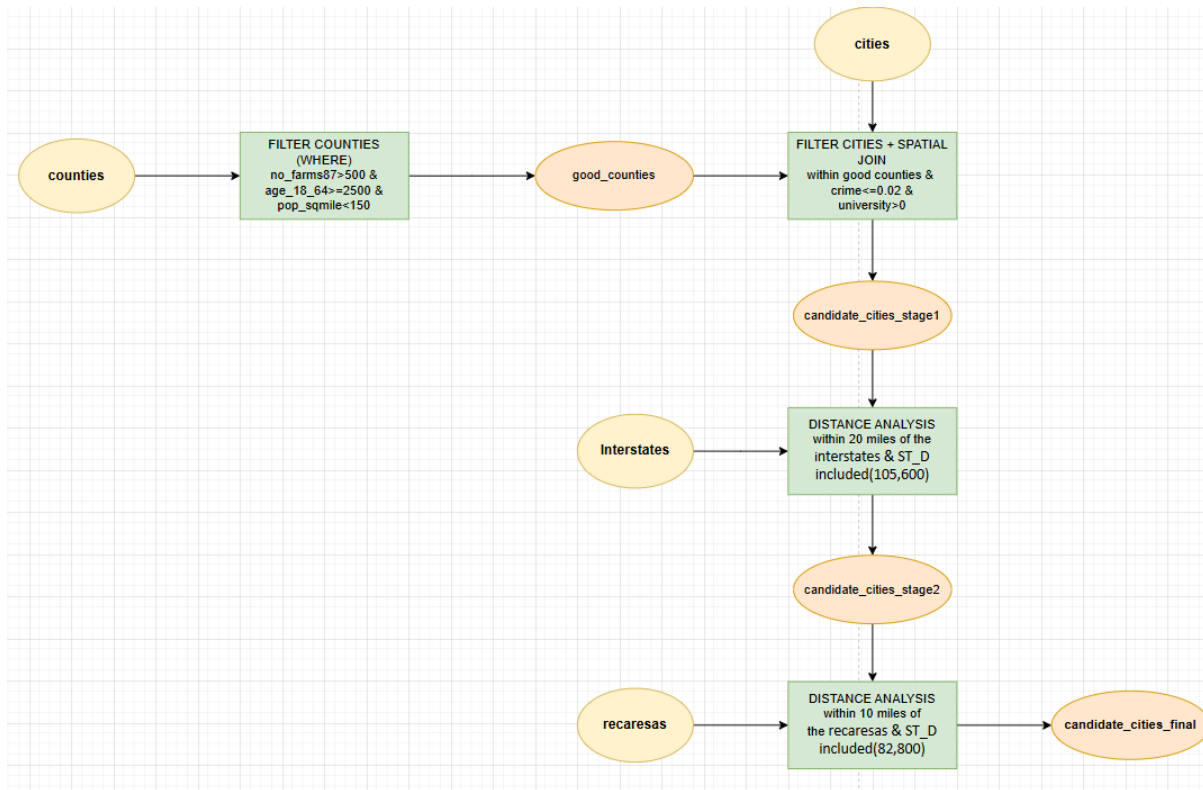 cities
counties
FILTER COUNTIES
(WHERE)
no_farms87>500 &
age_18_64>=2500 &
pop_sqmile<150
good_counties
FILTER CITIES + SPATIAL
JOIN
within good counties &
crime<=0.02 &
university>0
candidate_cities_stage1
Interstates
DISTANCE ANALYSIS
within 20 miles of the
interstates & ST_D
included(105,600)
candidate_cities_stage2
recaresas
DISTANCE ANALYSIS
within 10 miles of
the recaresas & ST_D
included(82,800)
candidate_cities_final